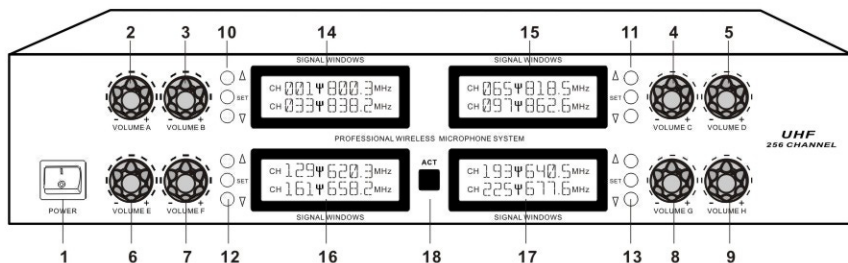 2 3 10 14 15 11 4 5
SIGNAL WINDOWS SIGNAL WINDOWS
CH 001 800.3 MHz CH 065 818.5 MHz
SET SET
CH 033 838.2 MHz CH 097 862.6 MHz
VOLUME A VOLUME B VOLUME C VOLUME D
PROFESSIONAL WIRELESS MICROPHONE SYSTEM
UHF
256 CHANNEL
ACT
CH 129 620.3 MHz CH 193 640.5 MHz
SET SET
CH 161 658.2 MHz CH 225 677.6 MHz
POWER VOLUME E VOLUME F VOLUME G VOLUME H
SIGNAL WINDOWS SIGNAL WINDOWS
1 6 7 12 16 18 17 13 8 9